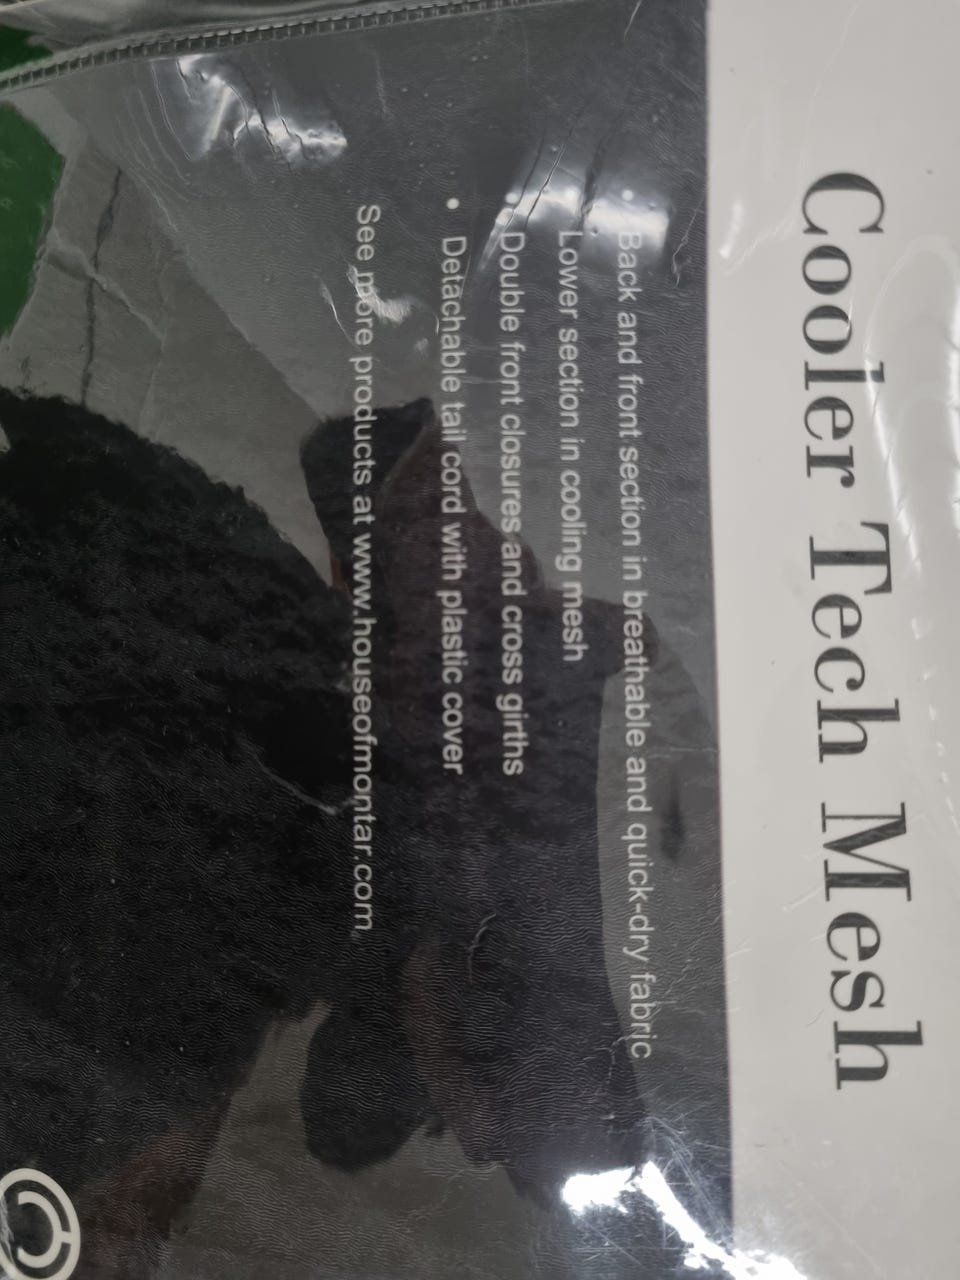 Cooler Tech Mesh
• Back and front section in breathable and quick-dry fabric
Lower section in cooling mesh
• Double front closures and cross girths
• Detachable tail cord with plastic cover
See more products at www.houseofmontar.com